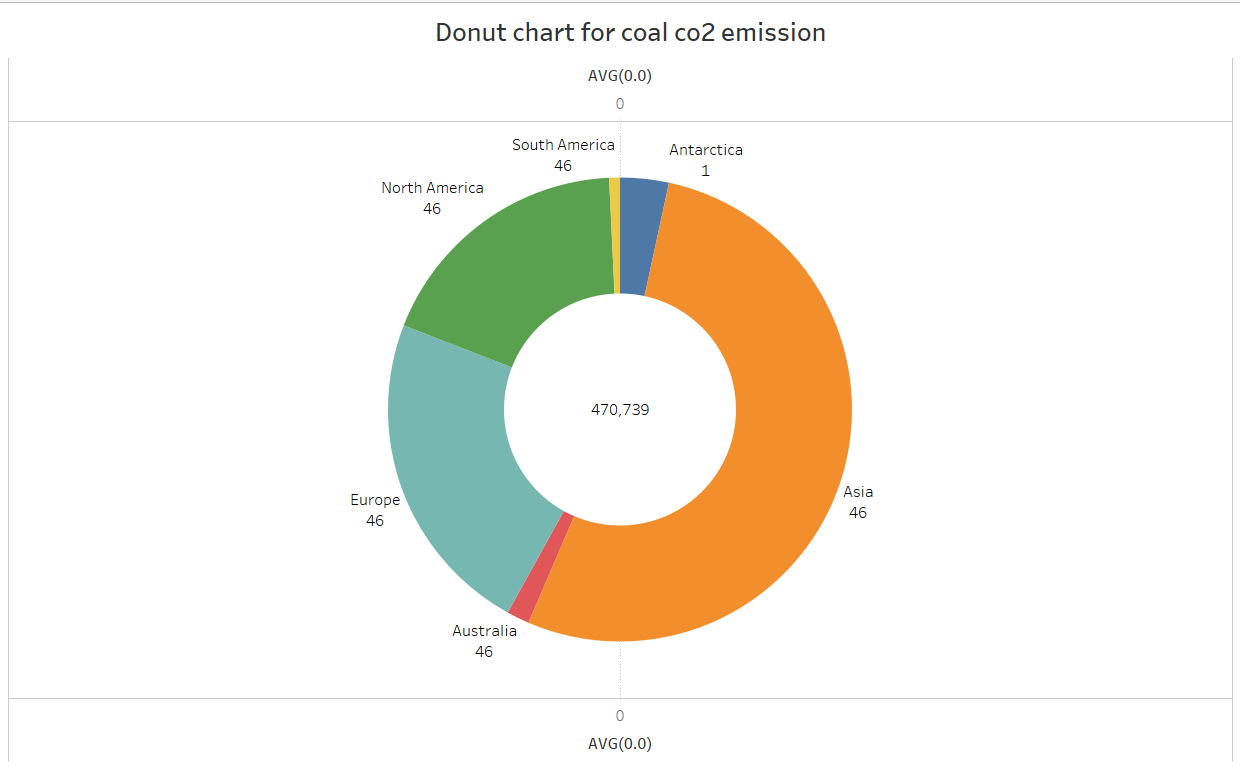 Donut chart for coal co2 emission
AVG(0.0)
0
South America
46
Antarctica
1
North America
46
470,739
Asia
46
Europe
46
Australia
46
0
AVG(0.0)